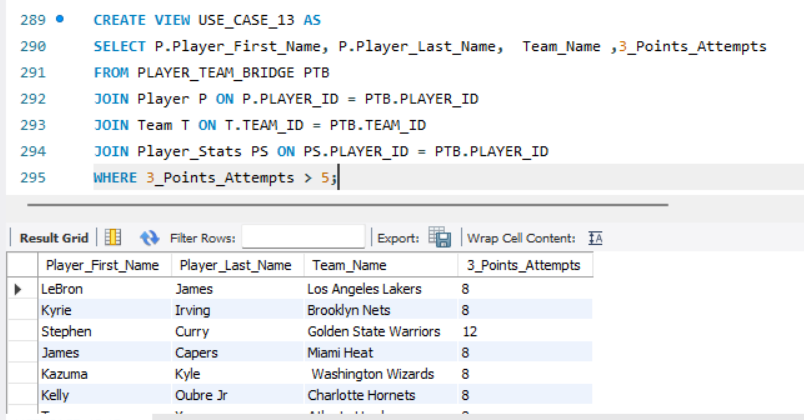 289 CREATE VIEW USE_CASE_13 AS
290 SELECT P.Player_First_Name, P.Player_Last_Name,  Team_Name ,3_Points_Attempts
291 FROM PLAYER_TEAM_BRIDGE PTB
292 JOIN Player P ON P.PLAYER_ID = PTB.PLAYER_ID
293 JOIN Team T ON T.TEAM_ID = PTB.TEAM_ID
294 JOIN Player_Stats PS ON PS.PLAYER_ID = PTB.PLAYER_ID
295 WHERE 3_Points_Attempts > 5;
Result Grid Filter Rows: Export: Wrap Cell Content: IA
Player_First_Name Player_Last_Name Team_Name 3_Points_Attempts
LeBron James Los Angeles Lakers 8
Kyrie Irving Brooklyn Nets 8
Stephen Curry Golden State Warriors 12
James Capers Miami Heat 8
Kazuma Kyle Washington Wizards 8
Kelly Oubre Jr Charlotte Hornets 8